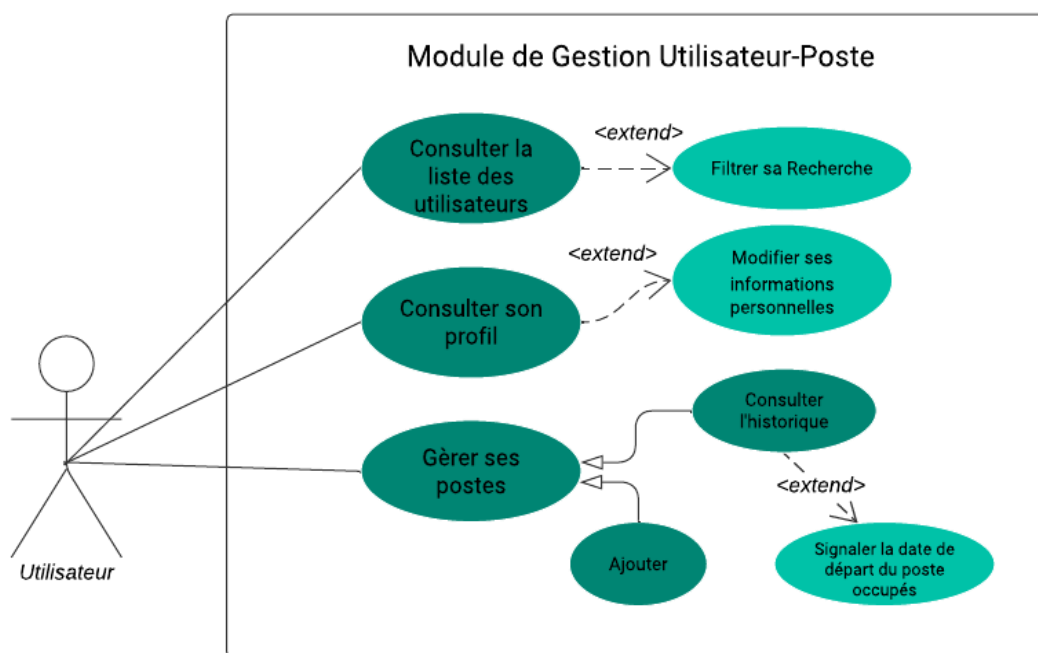 Module de Gestion Utilisateur-Poste
Consulter la
liste des
utilisateurs
<extend>
Filtrer sa Recherche
Consulter son
profil
<extend>
Modifier ses
informations
personnelles
Gèrer ses
postes
Consulter
l'historique
<extend>
Ajouter
Signaler la date de
départ du poste
occupés
Utilisateur